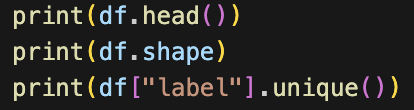 print(df.head())
print(df.shape)
print(df["label"].unique())